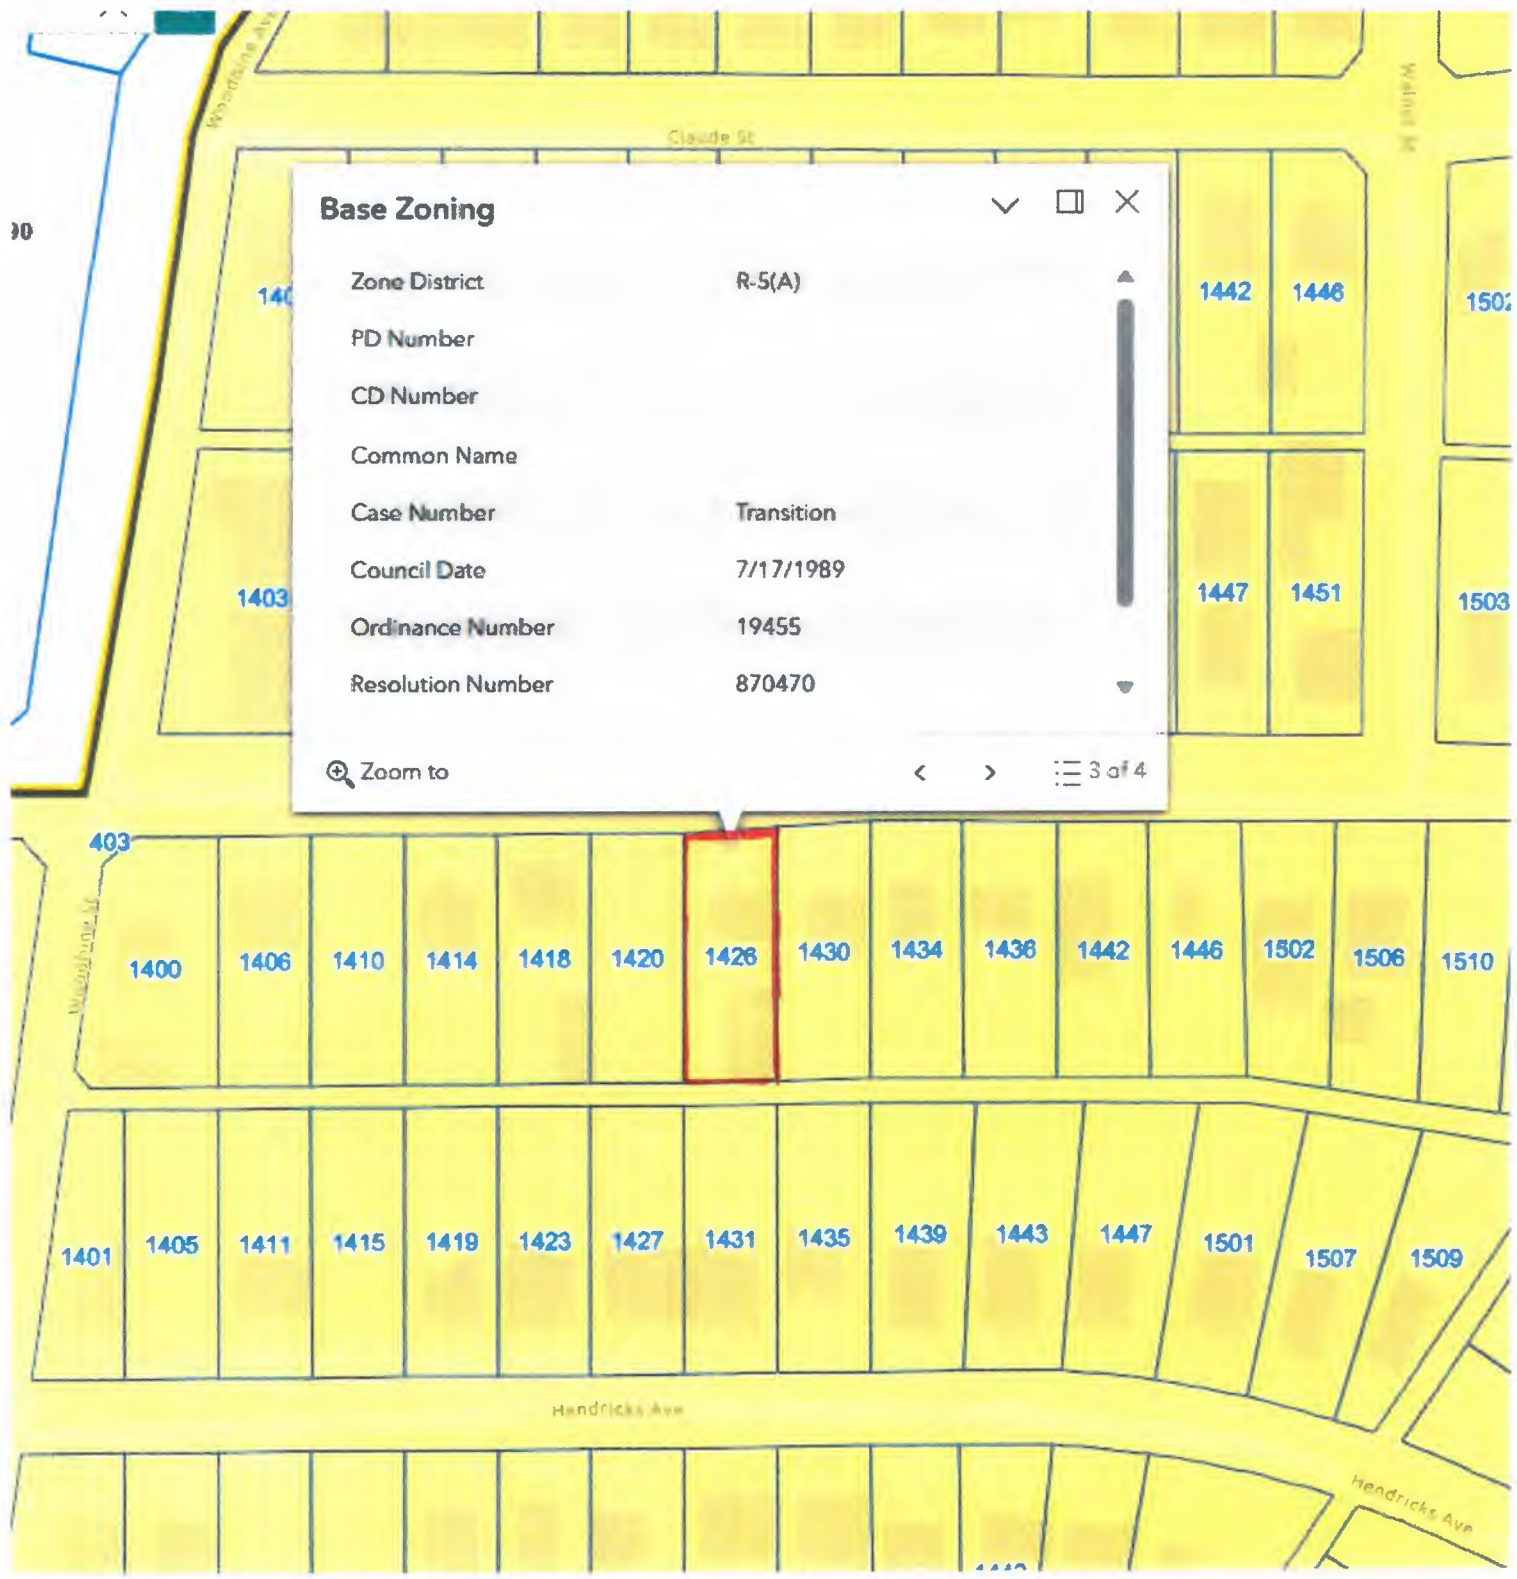 Claude St
Base Zoning
Zone District R-5(A)
PD Number
CD Number
Common Name
Case Number Transition
Council Date 7/17/1989
Ordinance Number 19455
Resolution Number 870470
Zoom to
3 of 4
1442 1446
1403
1447 1451 1503
403
1400 1406 1410 1414 1418 1420 1426 1430 1434 1436 1442 1446 1502 1506 1510
1401 1405 1411 1415 1419 1423 1427 1431 1435 1439 1443 1447 1501 1507 1509
Hendricks Ave
Hendricks Ave